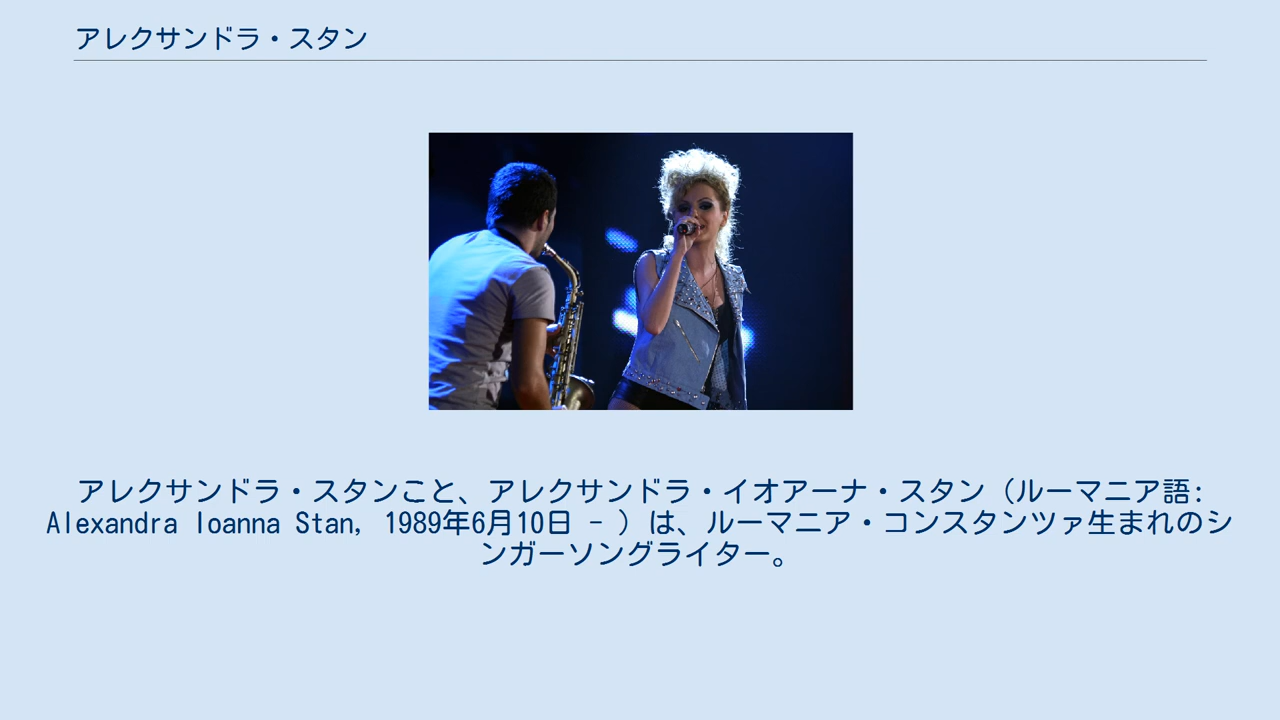 アレクサンドラ・スタン
アレクサンドラ・スタンこと、アレクサンドラ・イオアーナ・スタン（ルーマニア語:
Alexandra Ioanna Stan, 1989年6月10日 - ）は、ルーマニア・コンスタンツァ生まれのシ
ンガーソングライター。